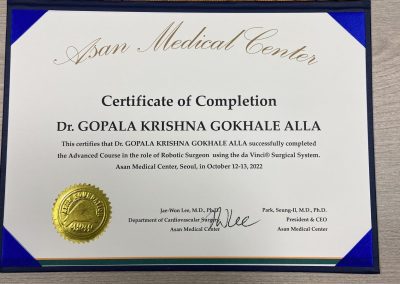 Asan Medical Center
Certificate of Completion
Dr. GOPALA KRISHNA GOKHALE ALLA
This certifies that Dr. GOPALA KRISHNA GOKHALE ALLA successfully completed
the Advanced Course in the role of Robotic Surgeon using the da Vinci® Surgical System.
Asan Medical Center, Seoul, in October 12-13, 2022
Jae-Won Lee, M.D., Ph.D.
Department of Cardiovascular Surgery
Asan Medical Center
Park, Seung-Il, M.D., Ph.D.
President & CEO
Asan Medical Center